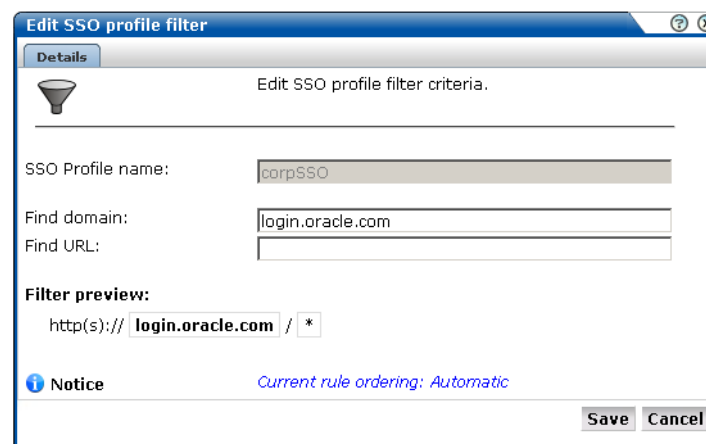 Edit SSO profile filter
Details
Edit SSO profile filter criteria.
SSO Profile name: corpSSO
Find domain: login.oracle.com
Find URL:
Filter preview:
http(s):// login.oracle.com / *
Notice Current rule ordering: Automatic
Save Cancel